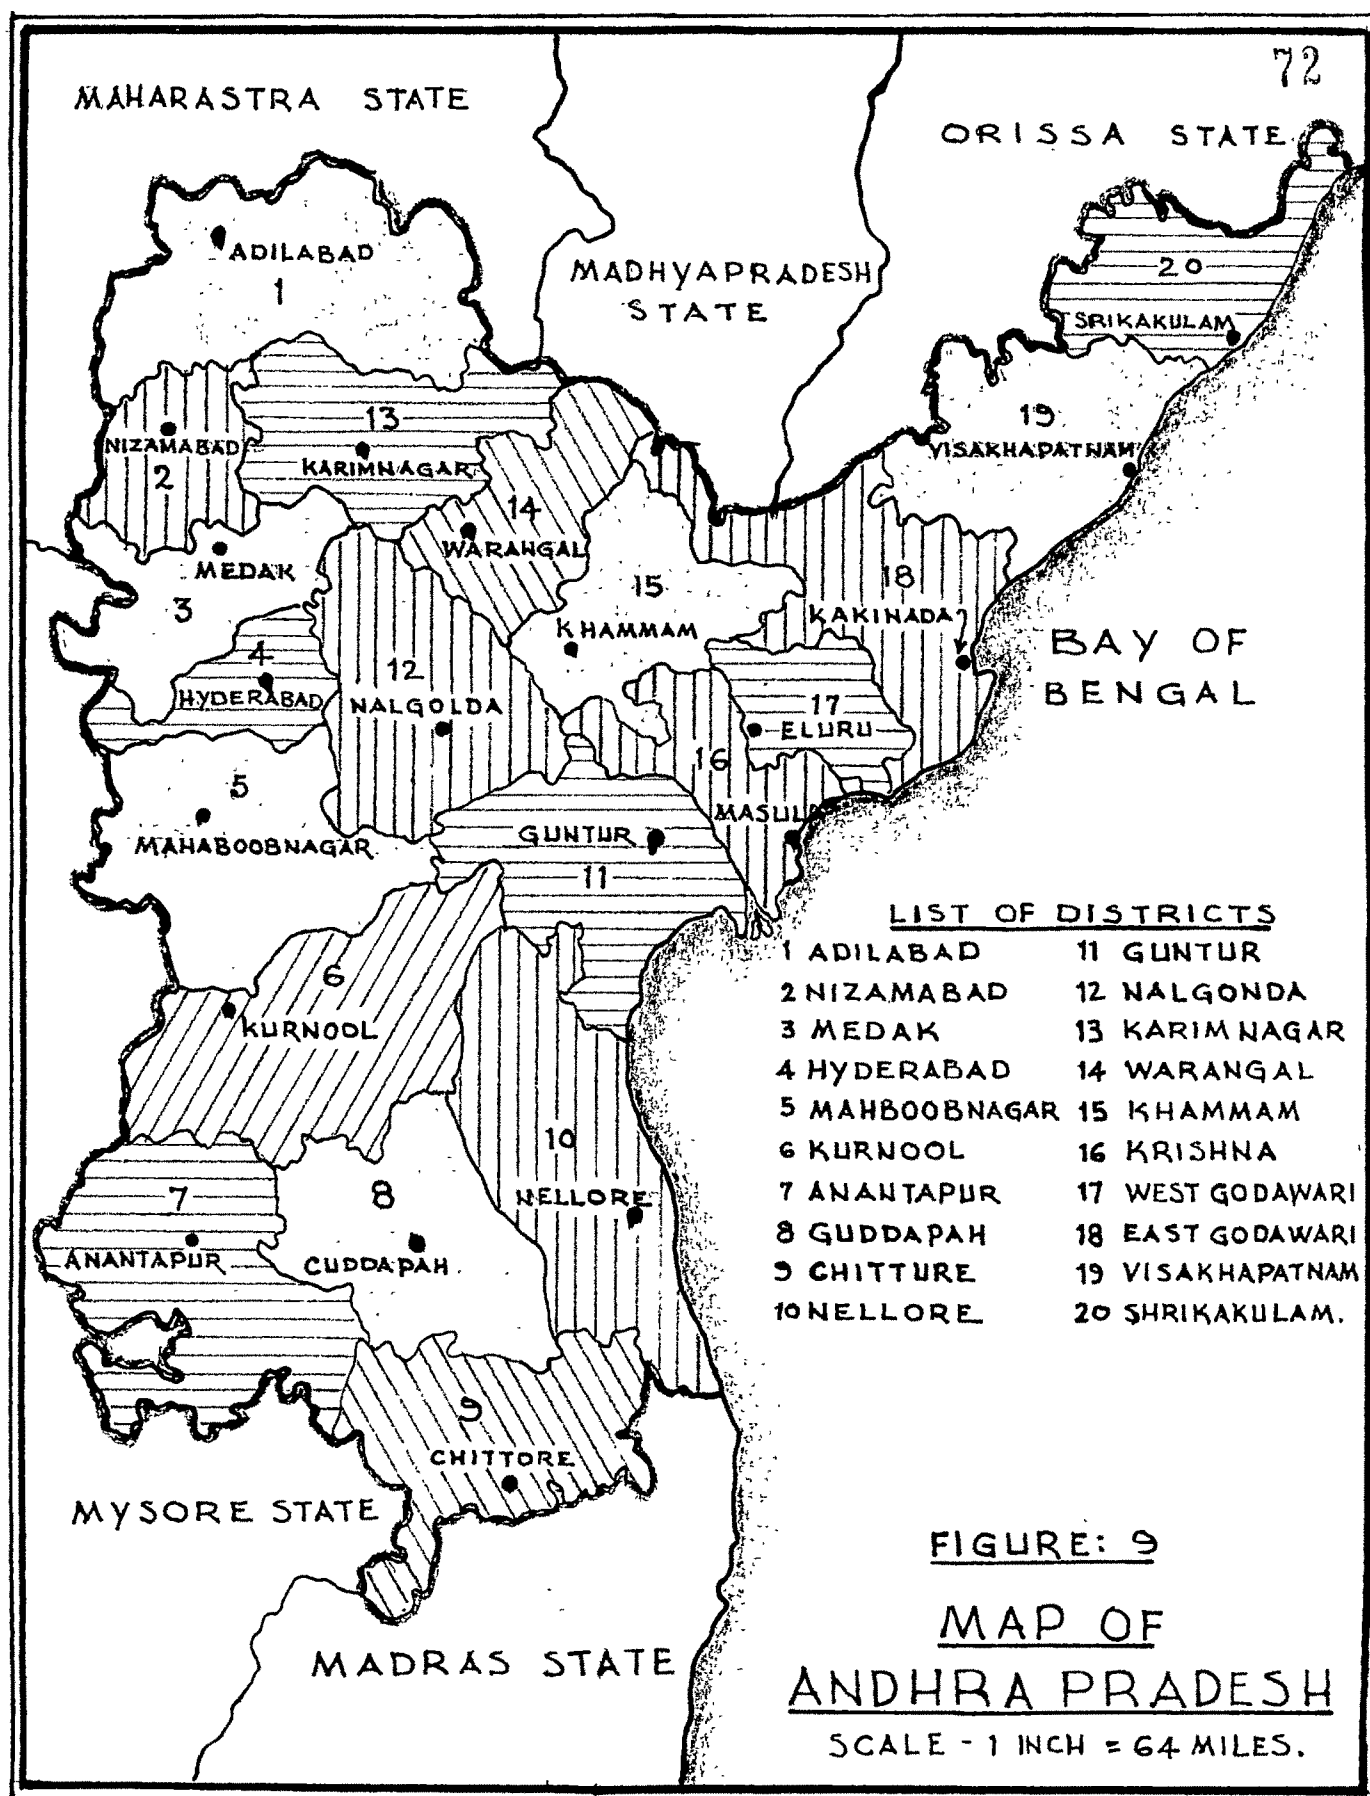 72
MAHARASTRA STATE
ORISSA STATE
ADILABAD
1
MADHYAPRADESH
STATE
20
SRIKAKULAM
13
NIZAMABAD
2
KARIMNAGAR
19
VISAKHAPATNAM
14
WARANGAL
MEDAK
3
15
KHAMMAM
18
KAKINADA
BAY OF
BENGAL
4
HYDERABAD
12
NALGOLDA
17
ELURU
16
5
MAHABOOBNAGAR
MASULA
GUNTUR
11
6
KURNOOL
LIST OF DISTRICTS
1 ADILABAD 11 GUNTUR
2 NIZAMABAD 12 NALGONDA
3 MEDAK 13 KARIMNAGAR
4 HYDERABAD 14 WARANGAL
5 MAHBOOBNAGAR 15 KHAMMAM
6 KURNOOL 16 KRISHNA
7 ANANTAPUR 17 WEST GODAWARI
8 GUDDAPAH 18 EAST GODAWARI
9 CHITTURE 19 VISAKHAPATNAM
10 NELLORE 20 SHRIKAKULAM.
10
NELLORE
7
ANANTAPUR
8
CUDDAPAH
9
CHITTORE
MYSORE STATE
MADRAS STATE
FIGURE: 9
MAP OF
ANDHRA PRADESH
SCALE - 1 INCH = 64 MILES.